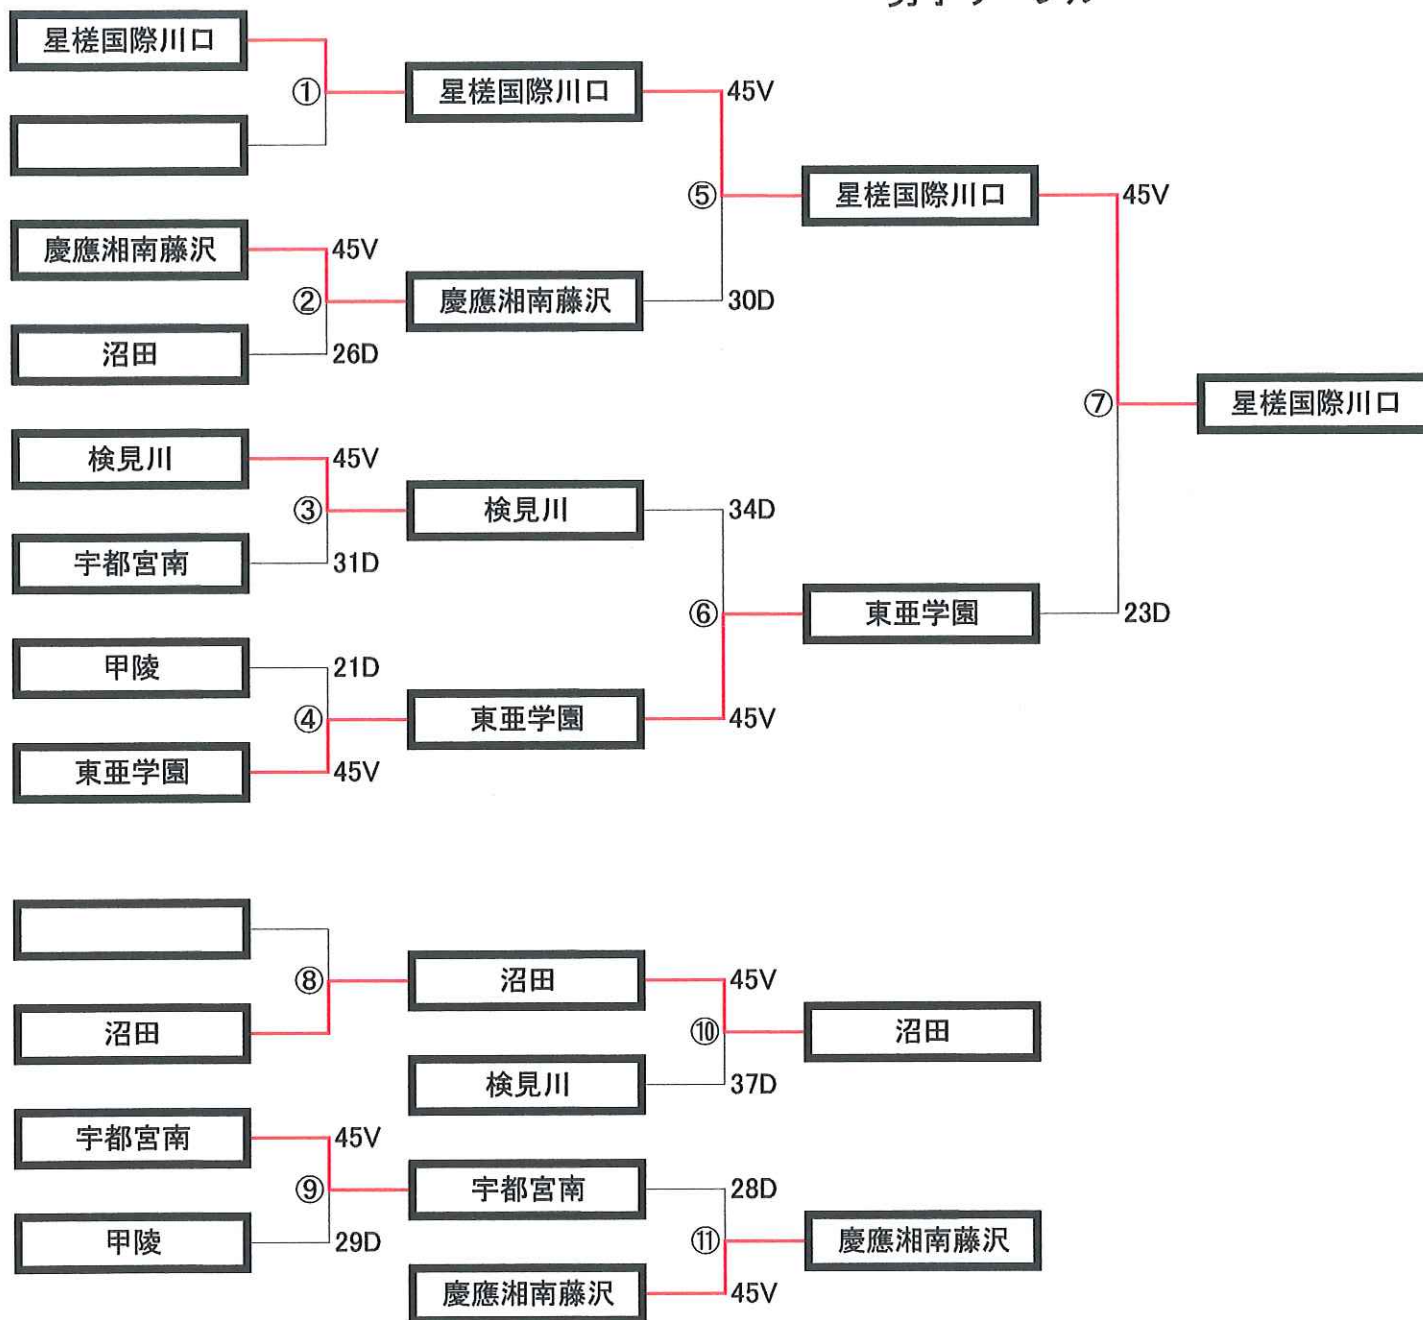 星槎国際川口
①
星槎国際川口
45V
慶應湘南藤沢
45V
②
慶應湘南藤沢
30D
沼田
26D
⑤
星槎国際川口
45V
検見川
45V
③
検見川
34D
宇都宮南
31D
甲陵
21D
④
東亜学園
45V
東亜学園
45V
⑥
東亜学園
23D
⑦
星槎国際川口
⑧
沼田
45V
沼田
検見川
37D
⑩
沼田
宇都宮南
45V
⑨
宇都宮南
28D
甲陵
29D
慶應湘南藤沢
45V
⑪
慶應湘南藤沢